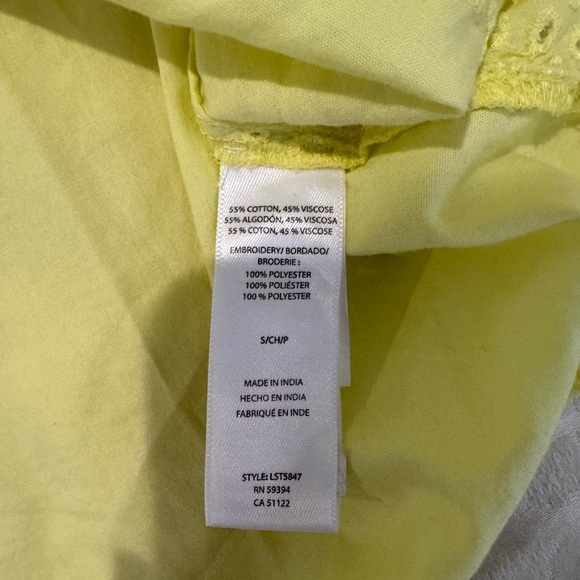 55% COTTON, 45% VISCOSE
55% ALGODÓN, 45% VISCOSA
55 % COTON, 45 % VISCOSE
EMBROIDERY/ BORDADO/
BRODERIE :
100% POLYESTER
100% POLIÉSTER
100 % POLYESTER
S/CH/P
MADE IN INDIA
HECHO EN INDIA
FABRIQUÉ EN INDE
STYLE: LST5847
RN 59394
CA 51122